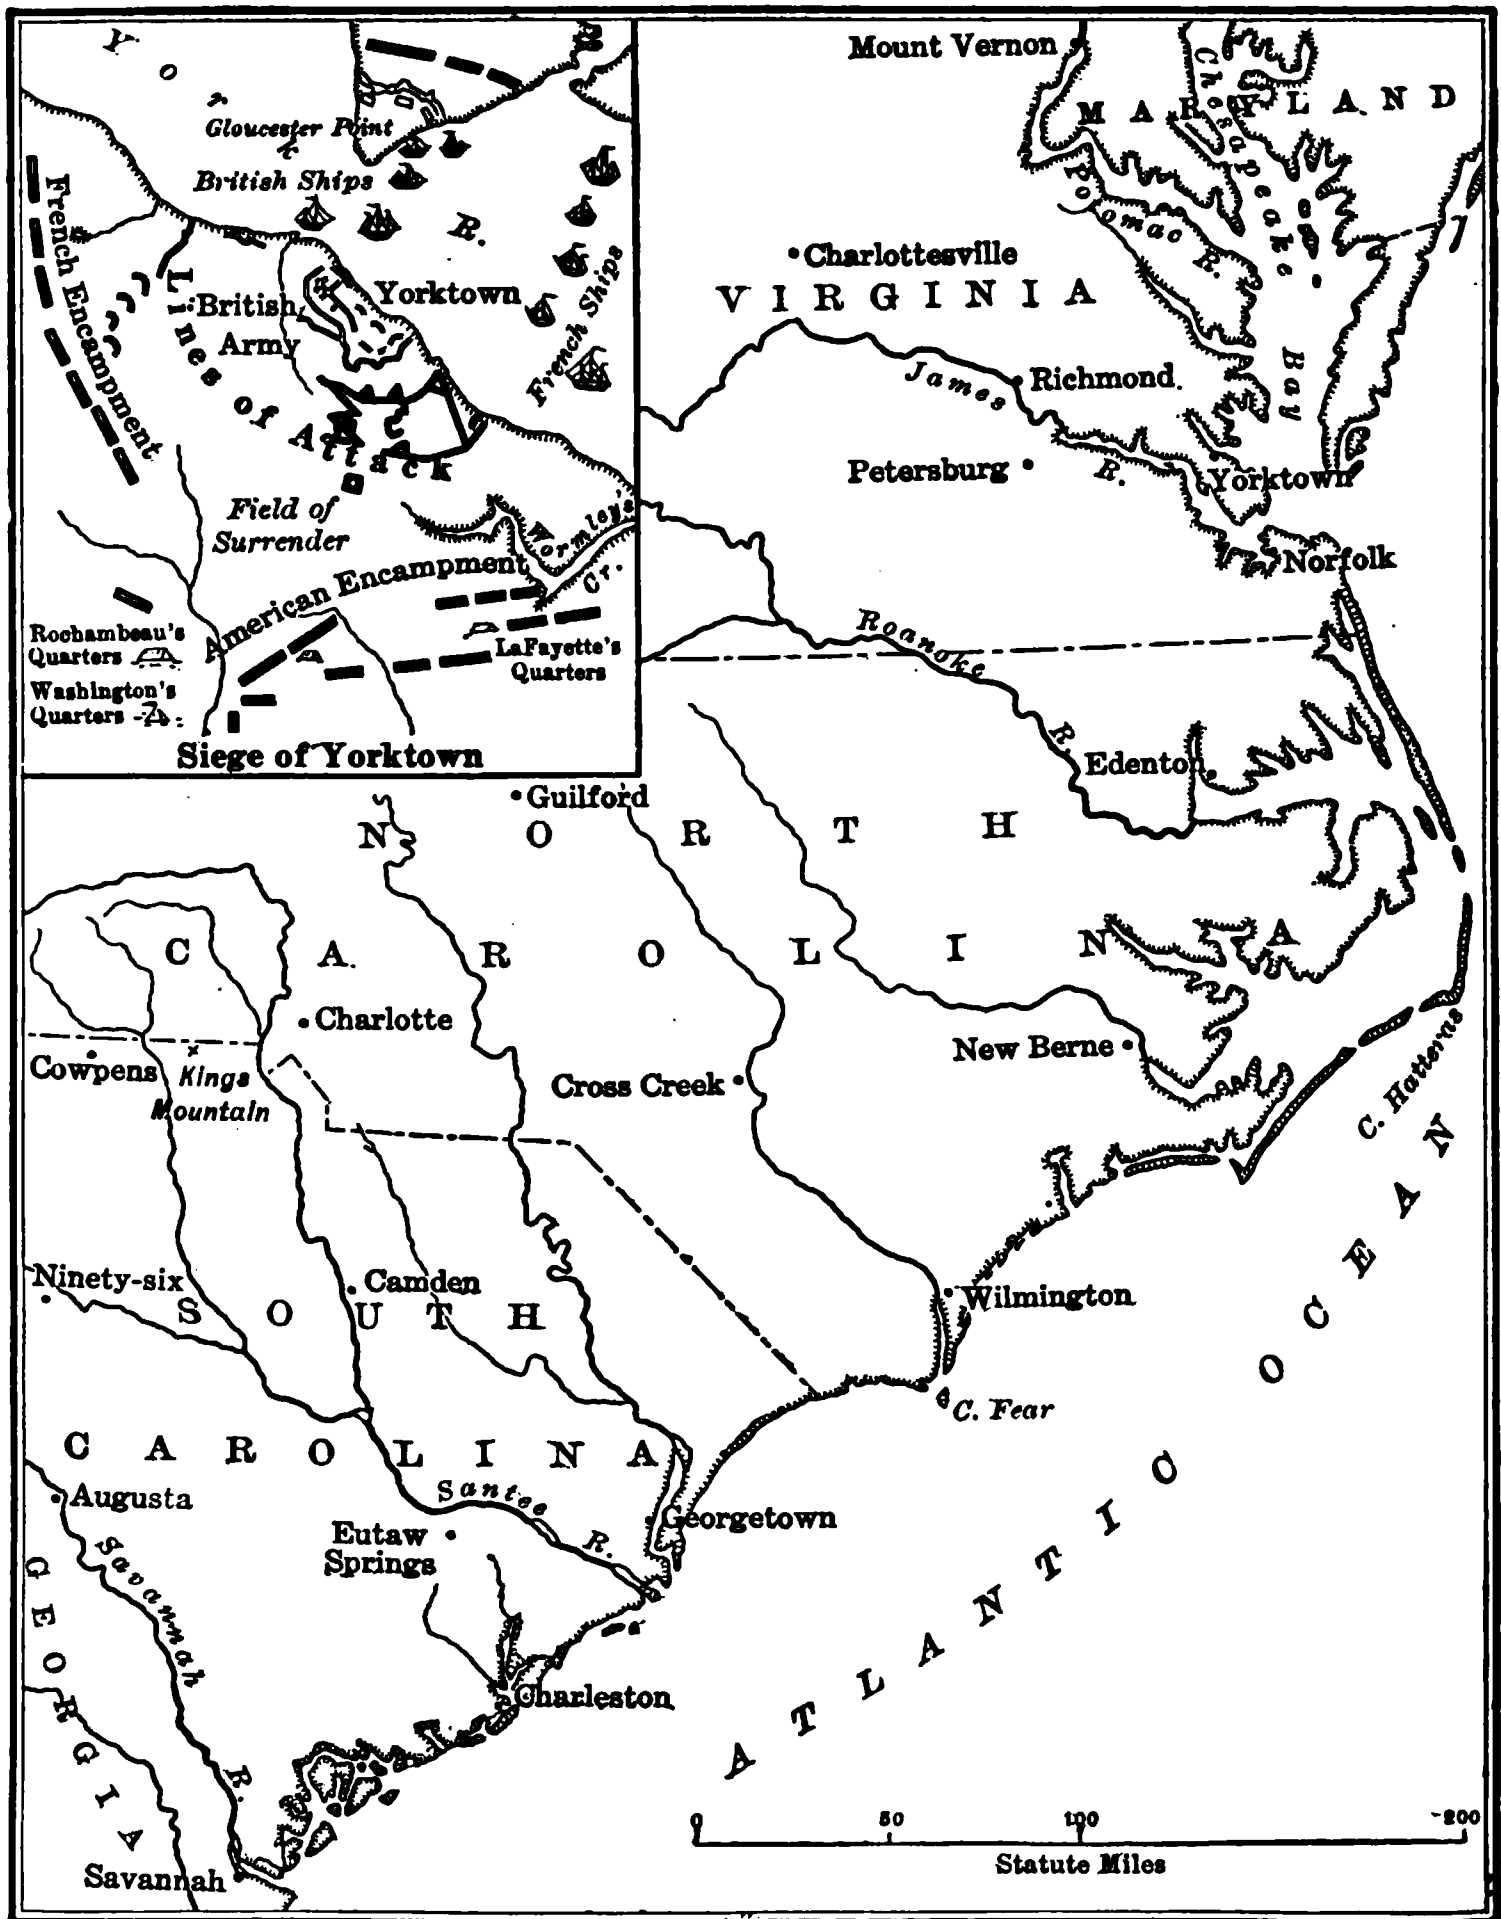 Y o r k R.
Gloucester Point
British Ships
French Encampment
Lines of Attack
British
Army
Yorktown
French Ships
Field of
Surrender
Wormley's
Cr.
American Encampment
Rochambeau's
Quarters
Washington's
Quarters
LaFayette's
Quarters
Siege of Yorktown
Mount Vernon
MARYLAND
Chesapeake Bay
Potomac R.
Charlottesville
VIRGINIA
James R.
Richmond
Petersburg
Yorktown
Norfolk
Roanoke R.
Edenton
Guilford
NORTH
CAROLINA
Charlotte
Cowpens
Kings
Mountain
Cross Creek
New Berne
C. Hatteras
Ninety-six
Camden
SOUTH
Wilmington
C. Fear
CAROLINA
Augusta
Santee R.
Georgetown
Eutaw
Springs
Savannah R.
GEORGIA
Charleston
Savannah
ATLANTIC OCEAN
0 50 100 200
Statute Miles